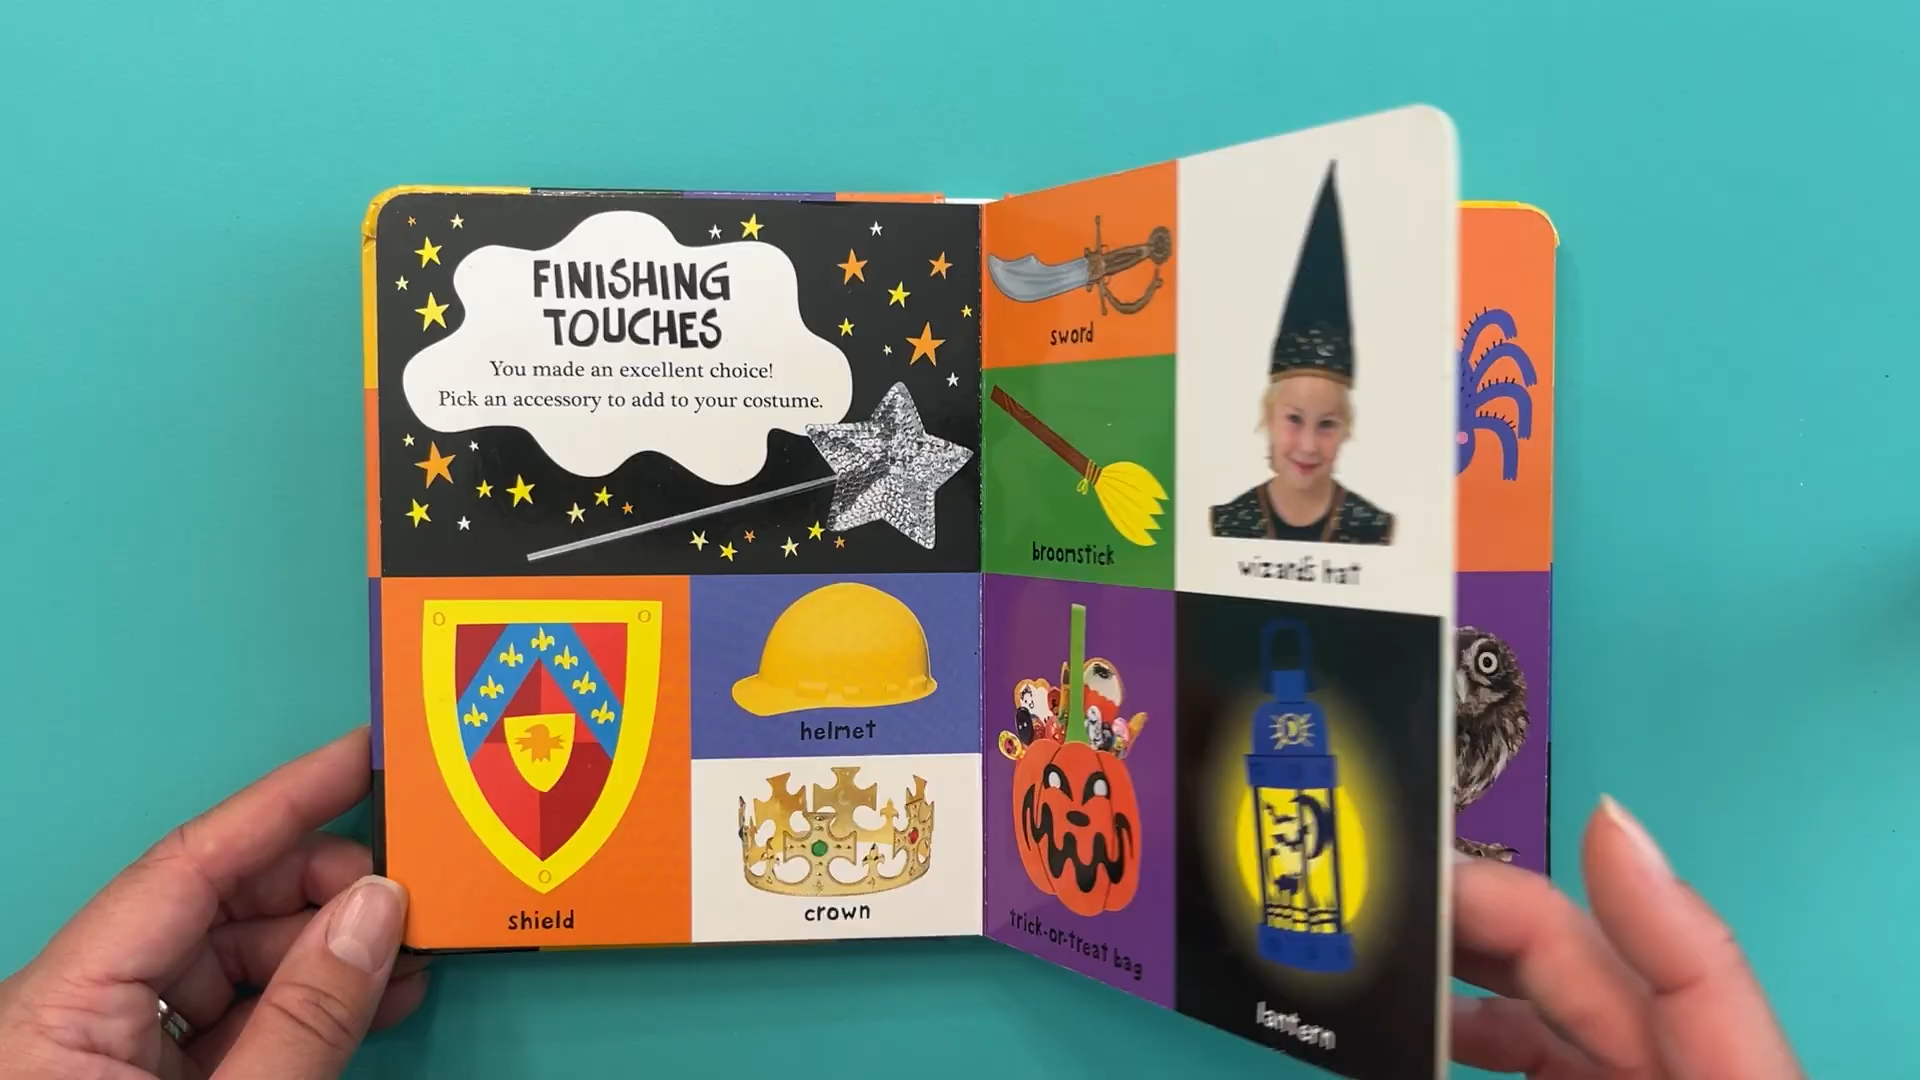 FINISHING
TOUCHES
You made an excellent choice!
Pick an accessory to add to your costume.
shield
helmet
crown
sword
broomstick
wizard's hat
trick-or-treat bag
lantern